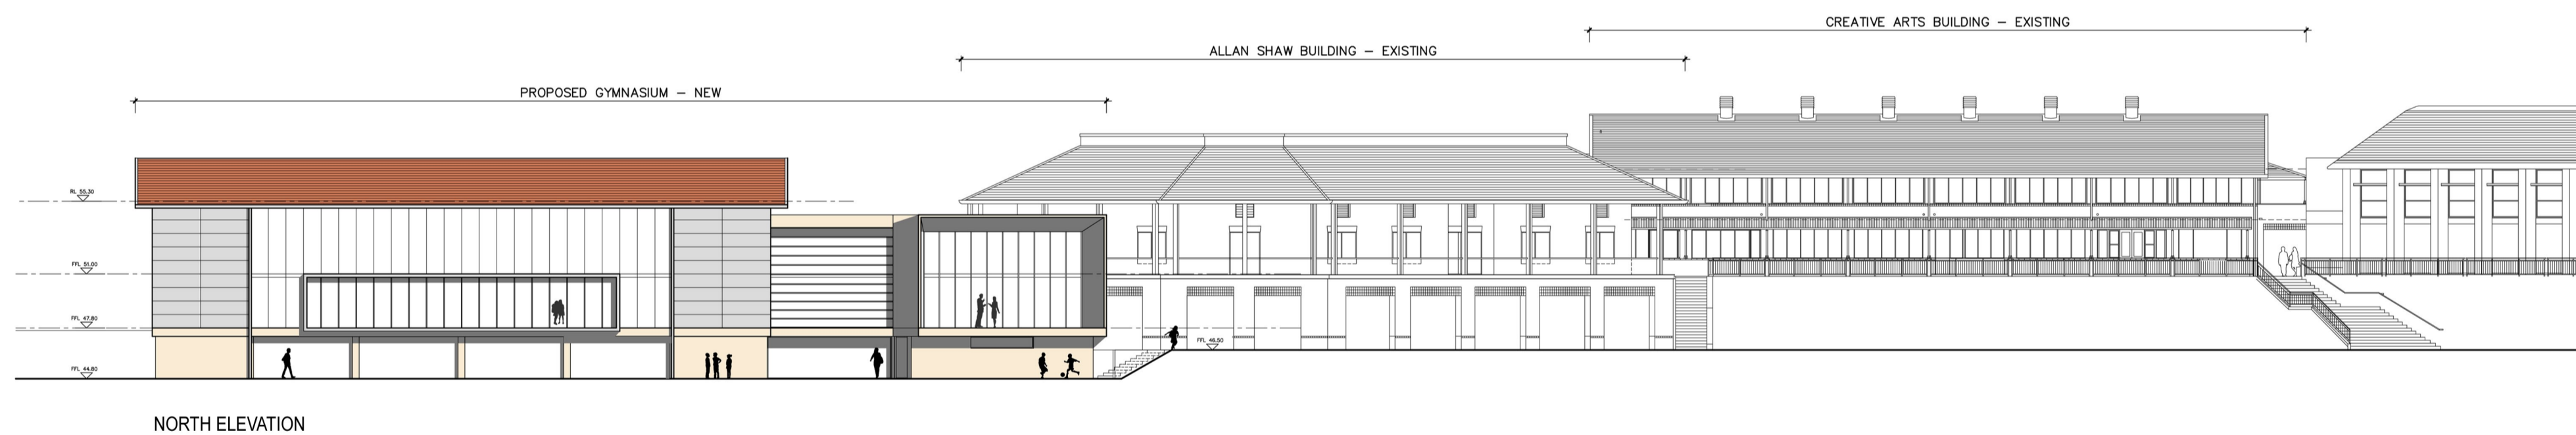 CREATIVE ARTS BUILDING – EXISTING
ALLAN SHAW BUILDING – EXISTING
PROPOSED GYMNASIUM – NEW
RL 55.30
FFL 51.00
FFL 47.80
FFL 46.50
FFL 44.80
NORTH ELEVATION